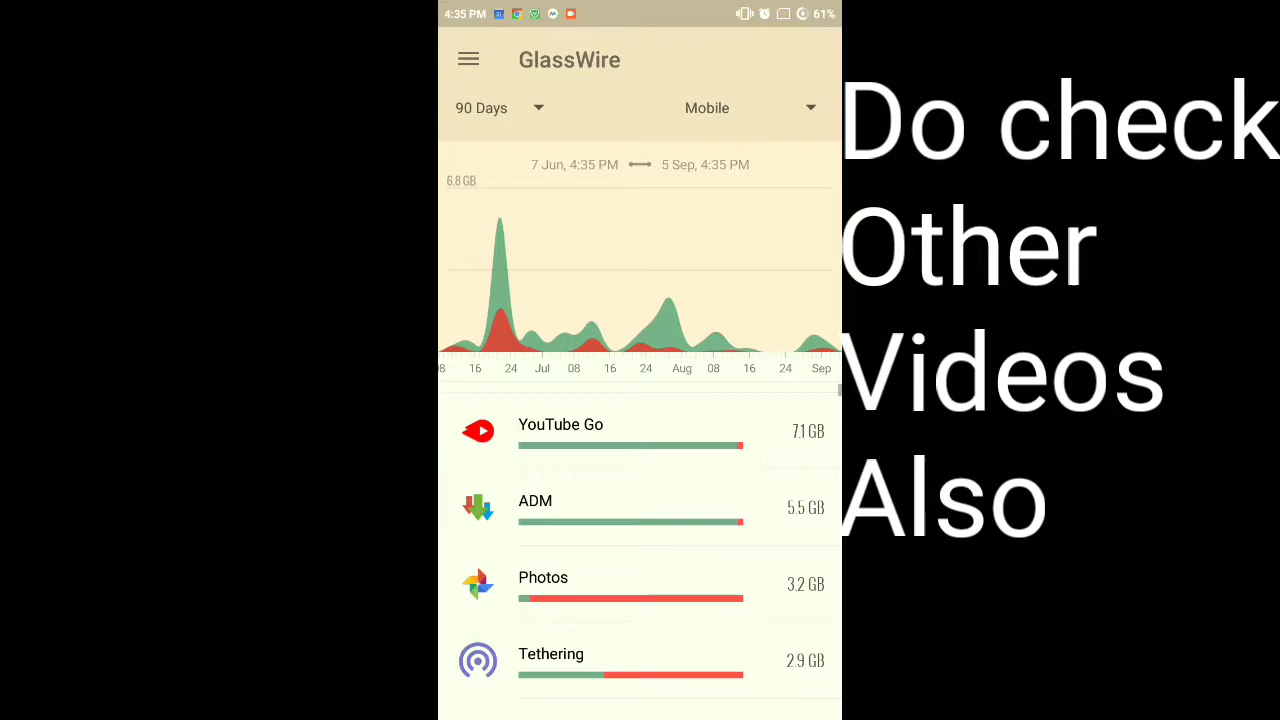 4:35 PM
61%
GlassWire
90 Days
Mobile
7 Jun, 4:35 PM
5 Sep, 4:35 PM
6.8 GB
08 16 24 Jul 08 16 24 Aug 08 16 24 Sep
YouTube Go
7.1 GB
ADM
5.5 GB
Photos
3.2 GB
Tethering
2.9 GB
Do check
Other
Videos
Also